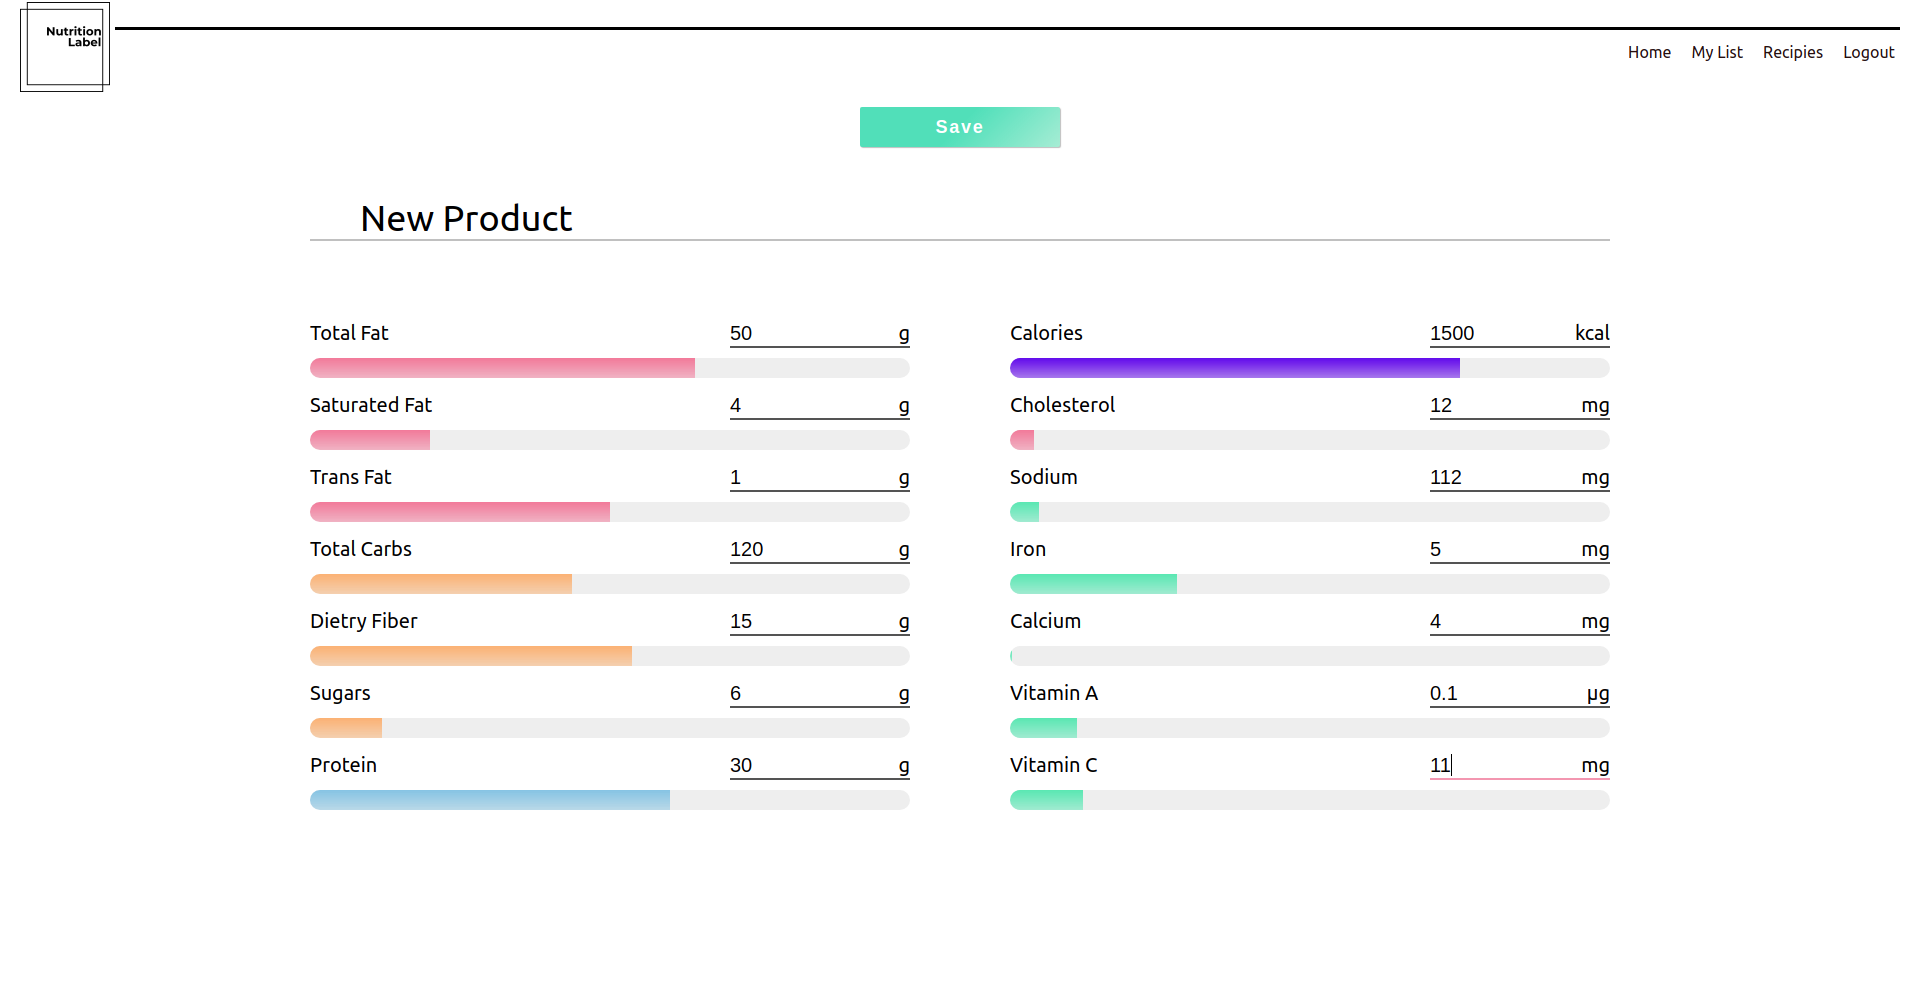 Nutrition
Label
Home My List Recipies Logout
Save
New Product
Total Fat 50 g
Saturated Fat 4 g
Trans Fat 1 g
Total Carbs 120 g
Dietry Fiber 15 g
Sugars 6 g
Protein 30 g
Calories 1500 kcal
Cholesterol 12 mg
Sodium 112 mg
Iron 5 mg
Calcium 4 mg
Vitamin A 0.1 µg
Vitamin C 11 mg